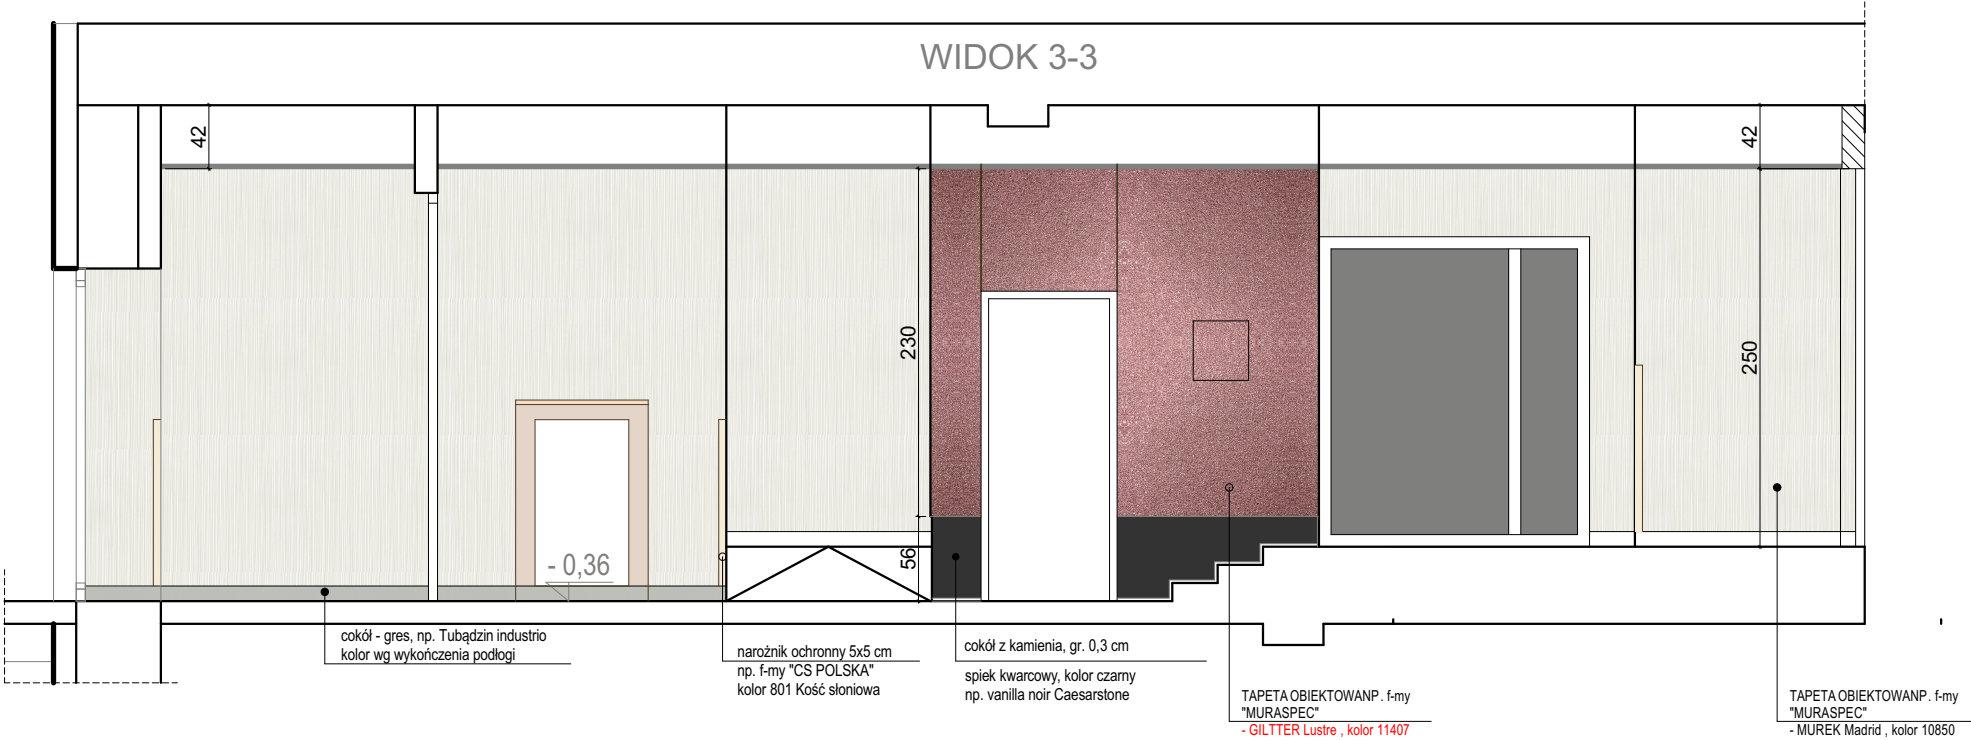 WIDOK 3-3
42
42
230
250
56
- 0,36
cokół - gres, np. Tubądzin industrio
kolor wg wykończenia podłogi
narożnik ochronny 5x5 cm
np. f-my "CS POLSKA"
kolor 801 Kość słoniowa
cokół z kamienia, gr. 0,3 cm
spiek kwarcowy, kolor czarny
np. vanilla noir Caesarstone
TAPETA OBIEKTOWANP. f-my
"MURASPEC"
- GILTTER Lustre , kolor 11407
TAPETA OBIEKTOWANP. f-my
"MURASPEC"
- MUREK Madrid , kolor 10850